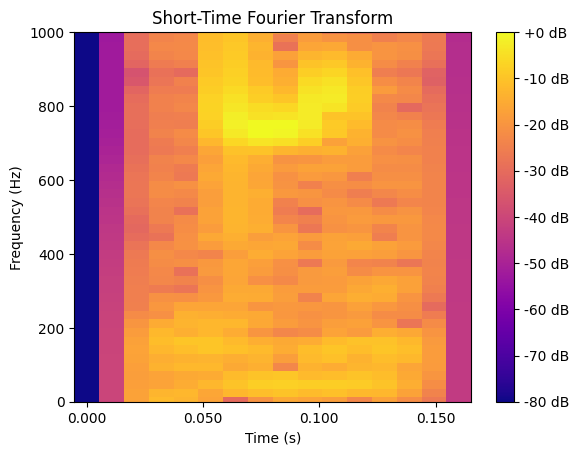 Short-Time Fourier Transform
1000
800
600
400
200
0
Frequency (Hz)
0.000
0.050
0.100
0.150
Time (s)
+0 dB
-10 dB
-20 dB
-30 dB
-40 dB
-50 dB
-60 dB
-70 dB
-80 dB